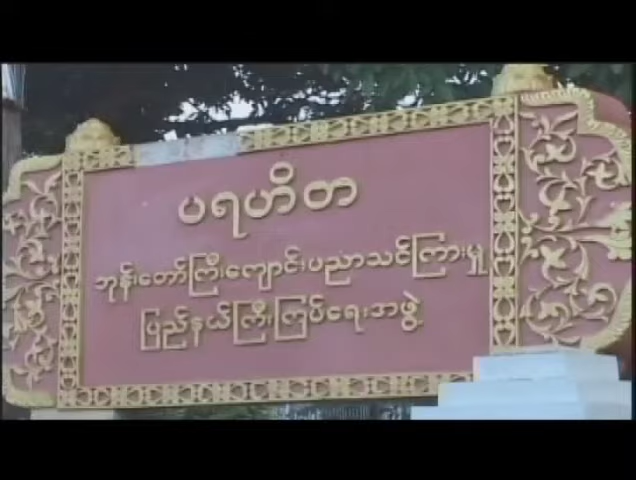 ပရဟိတ
ဘုန်းတော်ကြီးကျောင်းပညာသင်ကြားမှု
ပြည်နယ်ကြီးကြပ်ရေးအဖွဲ့